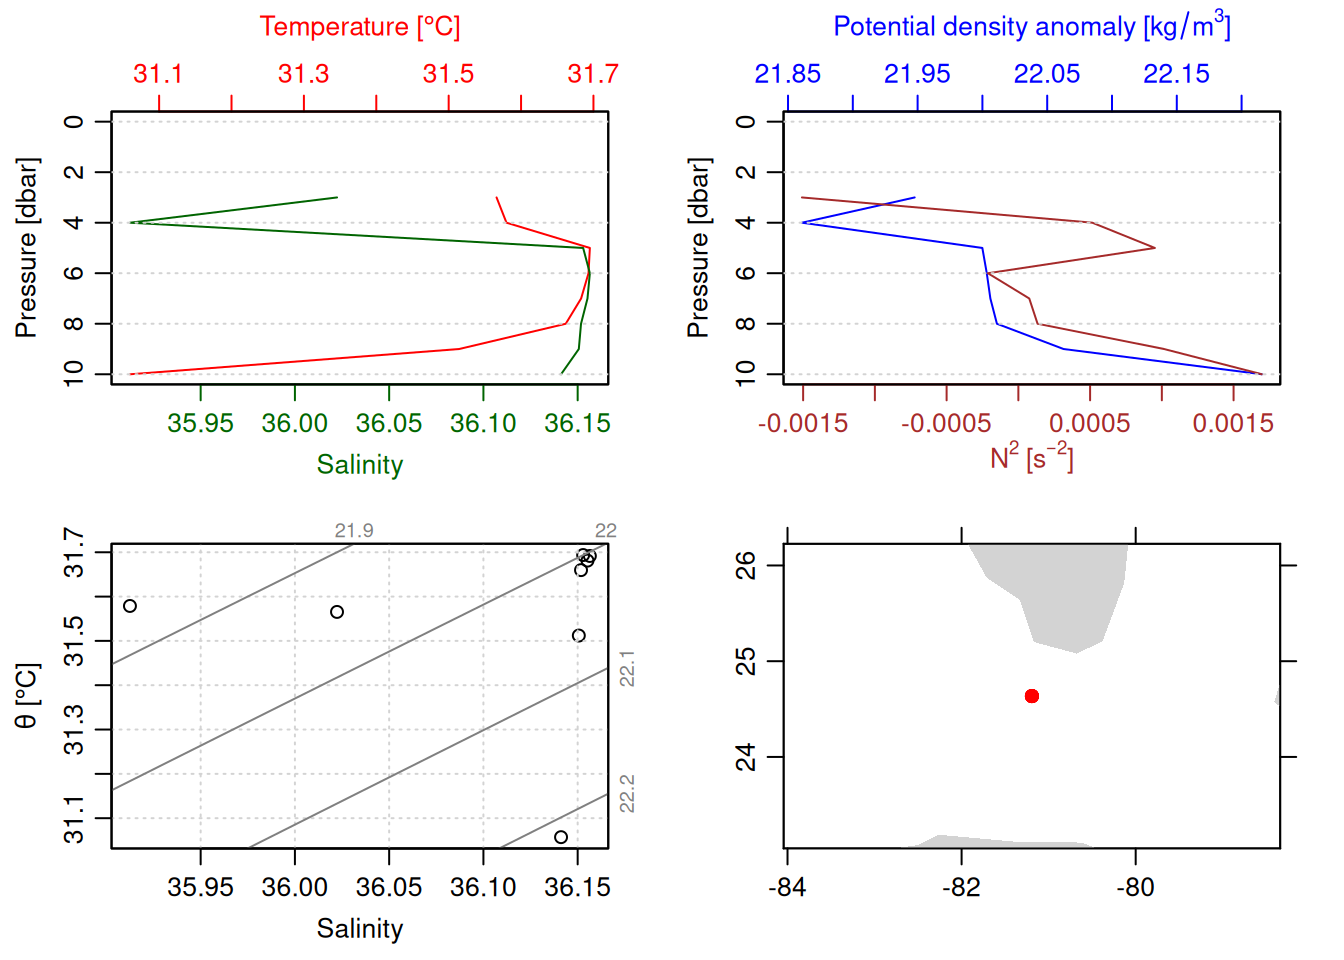 Temperature [°C]
31.1 31.3 31.5 31.7
Pressure [dbar]
0 2 4 6 8 10
35.95 36.00 36.05 36.10 36.15
Salinity
Potential density anomaly [kg/m³]
21.85 21.95 22.05 22.15
Pressure [dbar]
0 2 4 6 8 10
-0.0015 -0.0005 0.0005 0.0015
N² [s⁻²]
21.9 22
θ [°C]
31.7 31.5 31.3 31.1
22.1
22.2
35.95 36.00 36.05 36.10 36.15
Salinity
26 25 24
-84 -82 -80